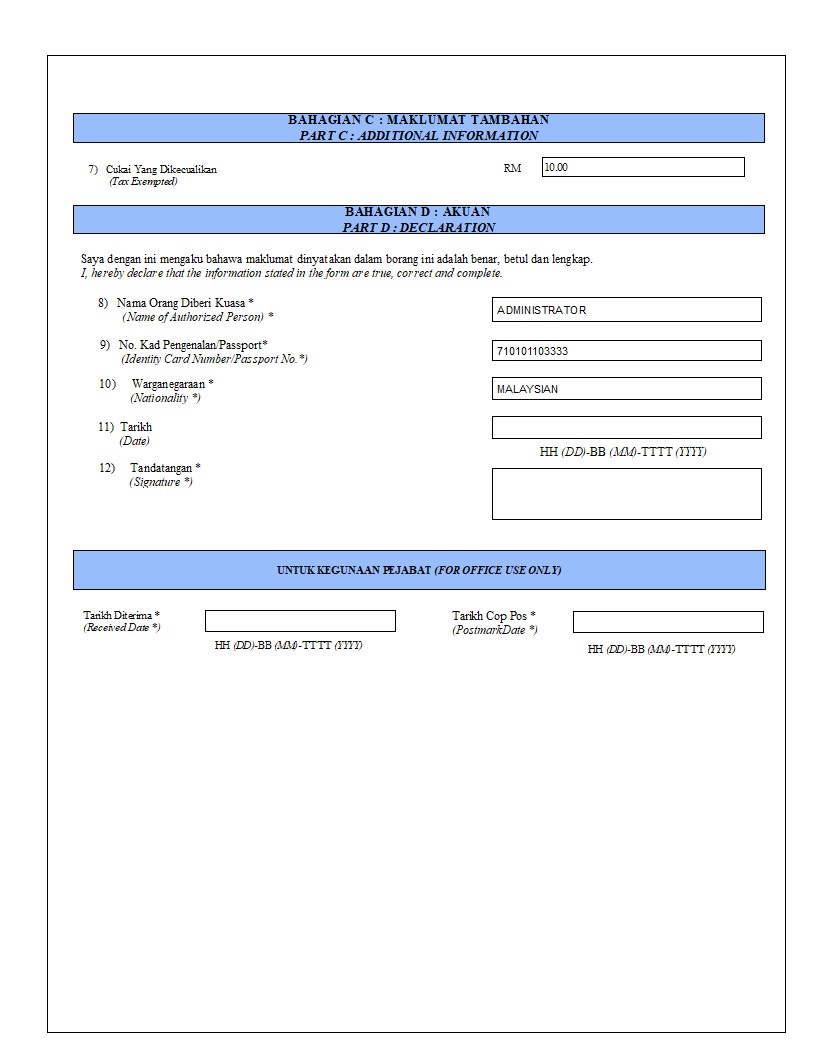 BAHAGIAN C : MAKLUMAT TAMBAHAN
PART C : ADDITIONAL INFORMATION
7) Cukai Yang Dikecualikan RM 10.00
(Tax Exempted)
BAHAGIAN D : AKUAN
PART D : DECLARATION
Saya dengan ini mengaku bahawa maklumat dinyatakan dalam borang ini adalah benar, betul dan lengkap.
I, hereby declare that the information stated in the form are true, correct and complete.
8) Nama Orang Diberi Kuasa * ADMINISTRATOR
(Name of Authorized Person) *
9) No. Kad Pengenalan/Passport* 710101103333
(Identity Card Number/Passport No.*)
10) Warganegaraan * MALAYSIAN
(Nationality *)
11) Tarikh
(Date)
HH (DD)-BB (MM)-TTTT (YYYY)
12) Tandatangan *
(Signature *)
UNTUK KEGUNAAN PEJABAT (FOR OFFICE USE ONLY)
Tarikh Diterima * Tarikh Cop Pos *
(Received Date *) (PostmarkDate *)
HH (DD)-BB (MM)-TTTT (YYYY) HH (DD)-BB (MM)-TTTT (YYYY)